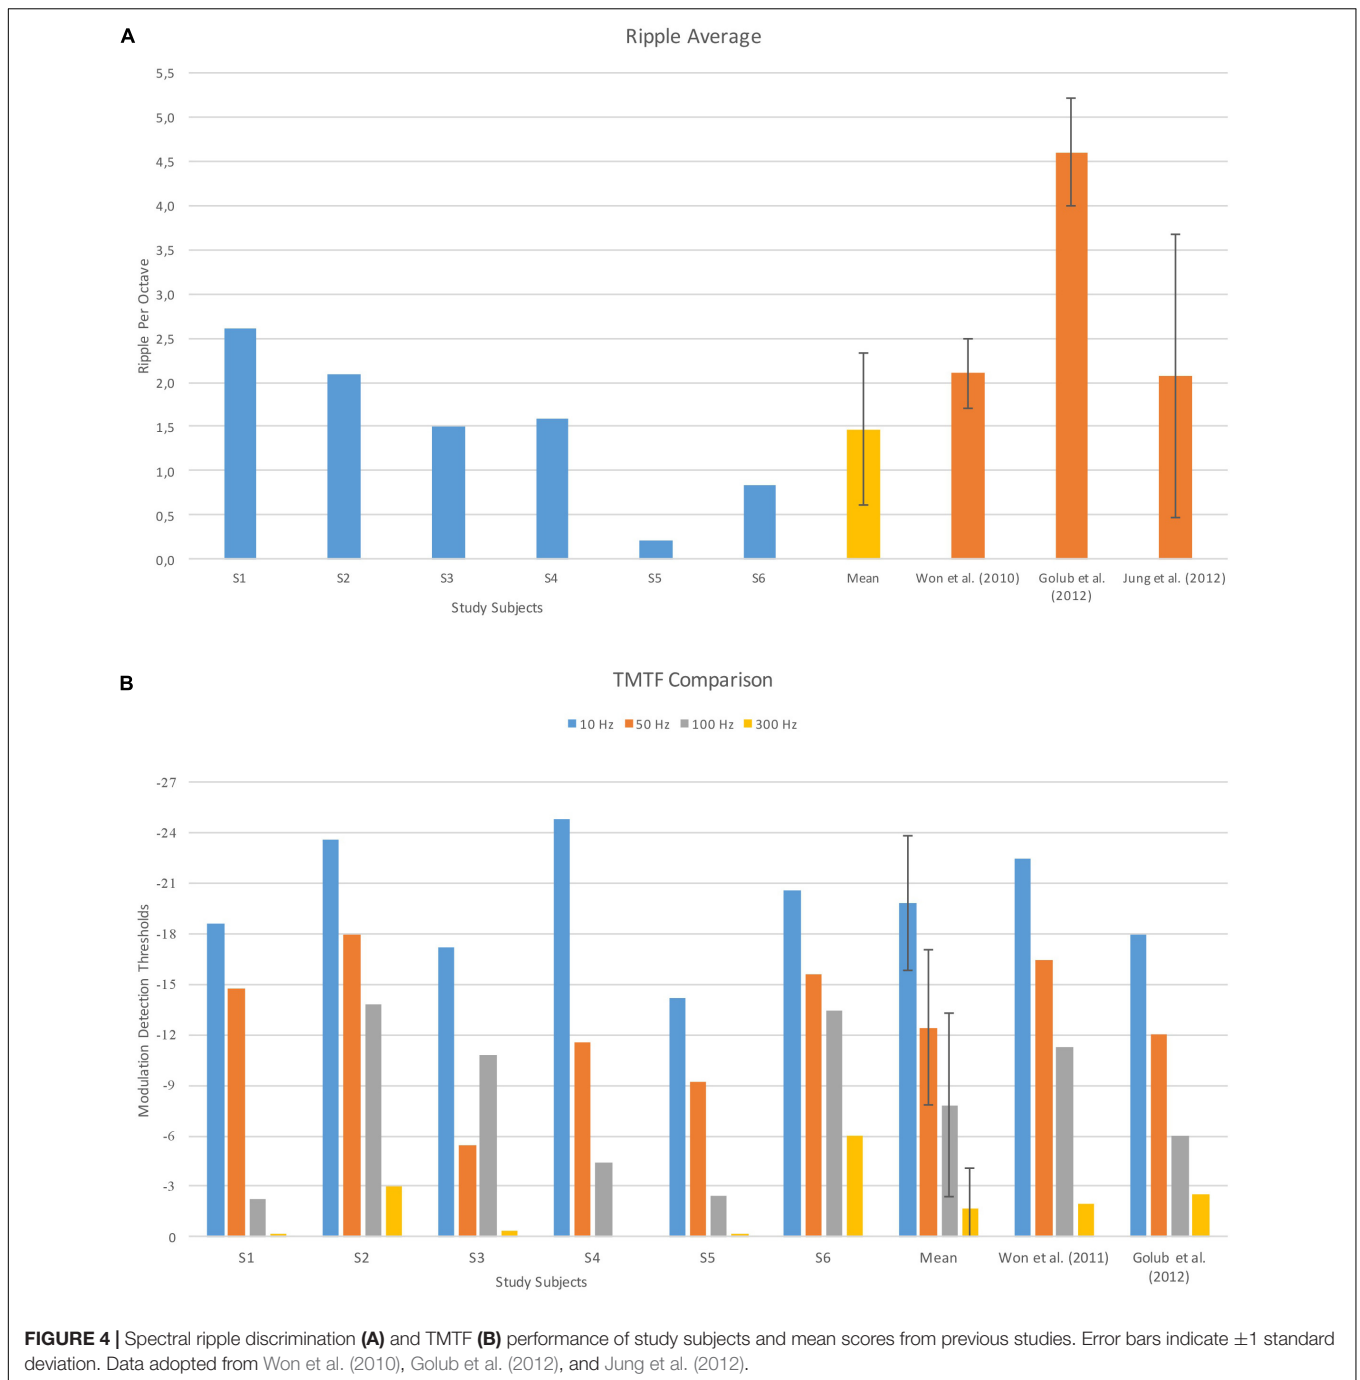 A
Ripple Average
5,5
5,0
4,5
4,0
3,5
3,0
2,5
2,0
1,5
1,0
0,5
0,0
Ripple Per Octave
S1 S2 S3 S4 S5 S6 Mean Won et al. (2010) Golub et al. (2012) Jung et al. (2012)
Study Subjects
B
TMTF Comparison
10 Hz 50 Hz 100 Hz 300 Hz
-27
-24
-21
-18
-15
-12
-9
-6
-3
0
Modulation Detection Thresholds
S1 S2 S3 S4 S5 S6 Mean Won et al. (2011) Golub et al. (2012)
Study Subjects
FIGURE 4 | Spectral ripple discrimination (A) and TMTF (B) performance of study subjects and mean scores from previous studies. Error bars indicate ±1 standard
deviation. Data adopted from Won et al. (2010), Golub et al. (2012), and Jung et al. (2012).